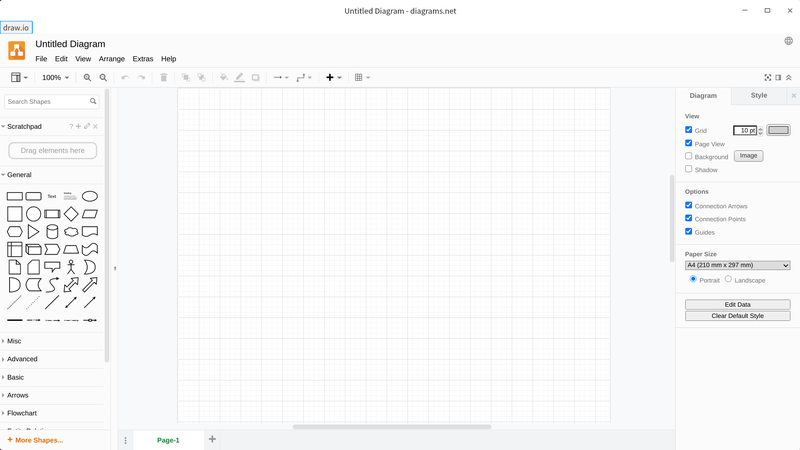 Untitled Diagram - diagrams.net
draw.io
Untitled Diagram
File Edit View Arrange Extras Help
100%
Search Shapes
Scratchpad
?
Drag elements here
General
Text
Misc
Advanced
Basic
Arrows
Flowchart
+ More Shapes...
Page-1
Diagram Style
View
Grid 10 pt
Page View
Background Image
Shadow
Options
Connection Arrows
Connection Points
Guides
Paper Size
A4 (210 mm x 297 mm)
Portrait Landscape
Edit Data
Clear Default Style